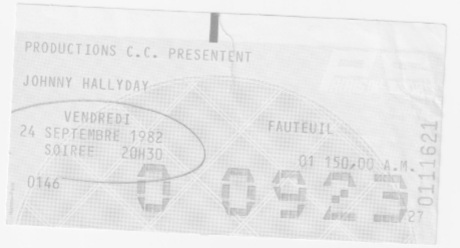 PRODUCTIONS C.C. PRESENTENT
JOHNNY HALLYDAY
VENDREDI
24 SEPTEMBRE 1982
SOIREE 20H30
FAUTEUIL
01 150,00 A.M.
0146
0 0923
27
0111621